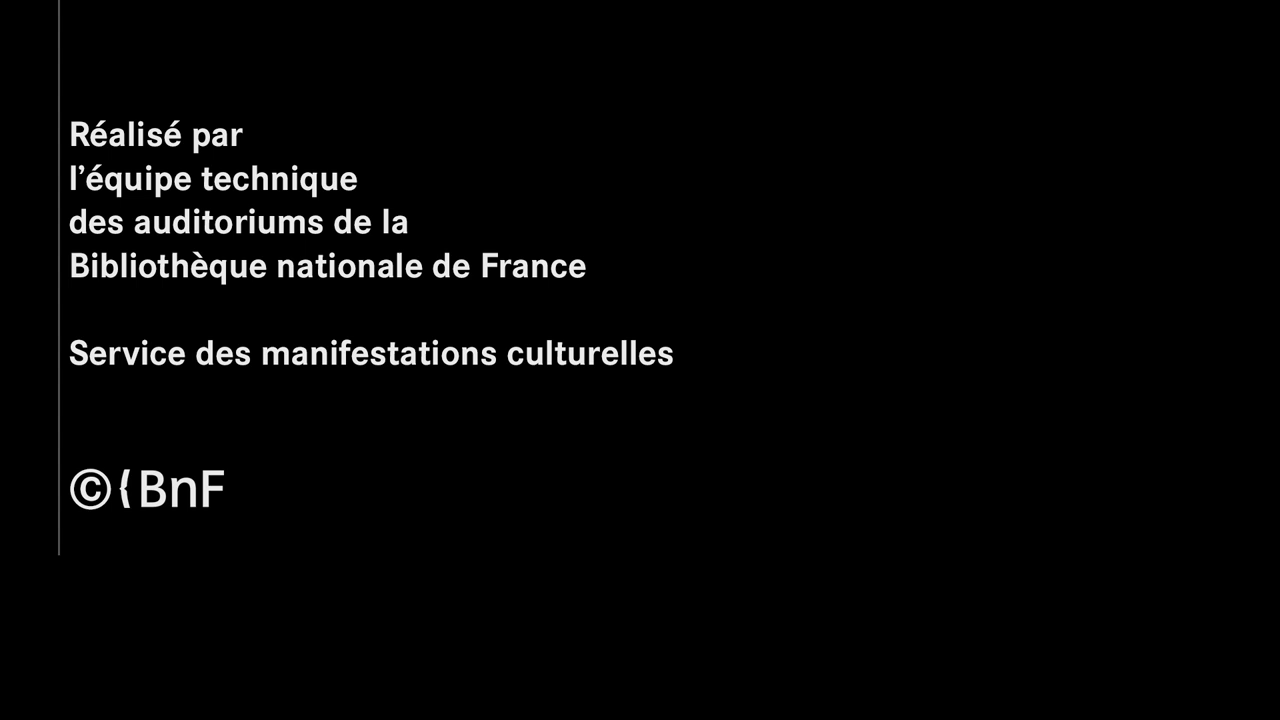 Réalisé par
l’équipe technique
des auditoriums de la
Bibliothèque nationale de France
Service des manifestations culturelles
©{BnF